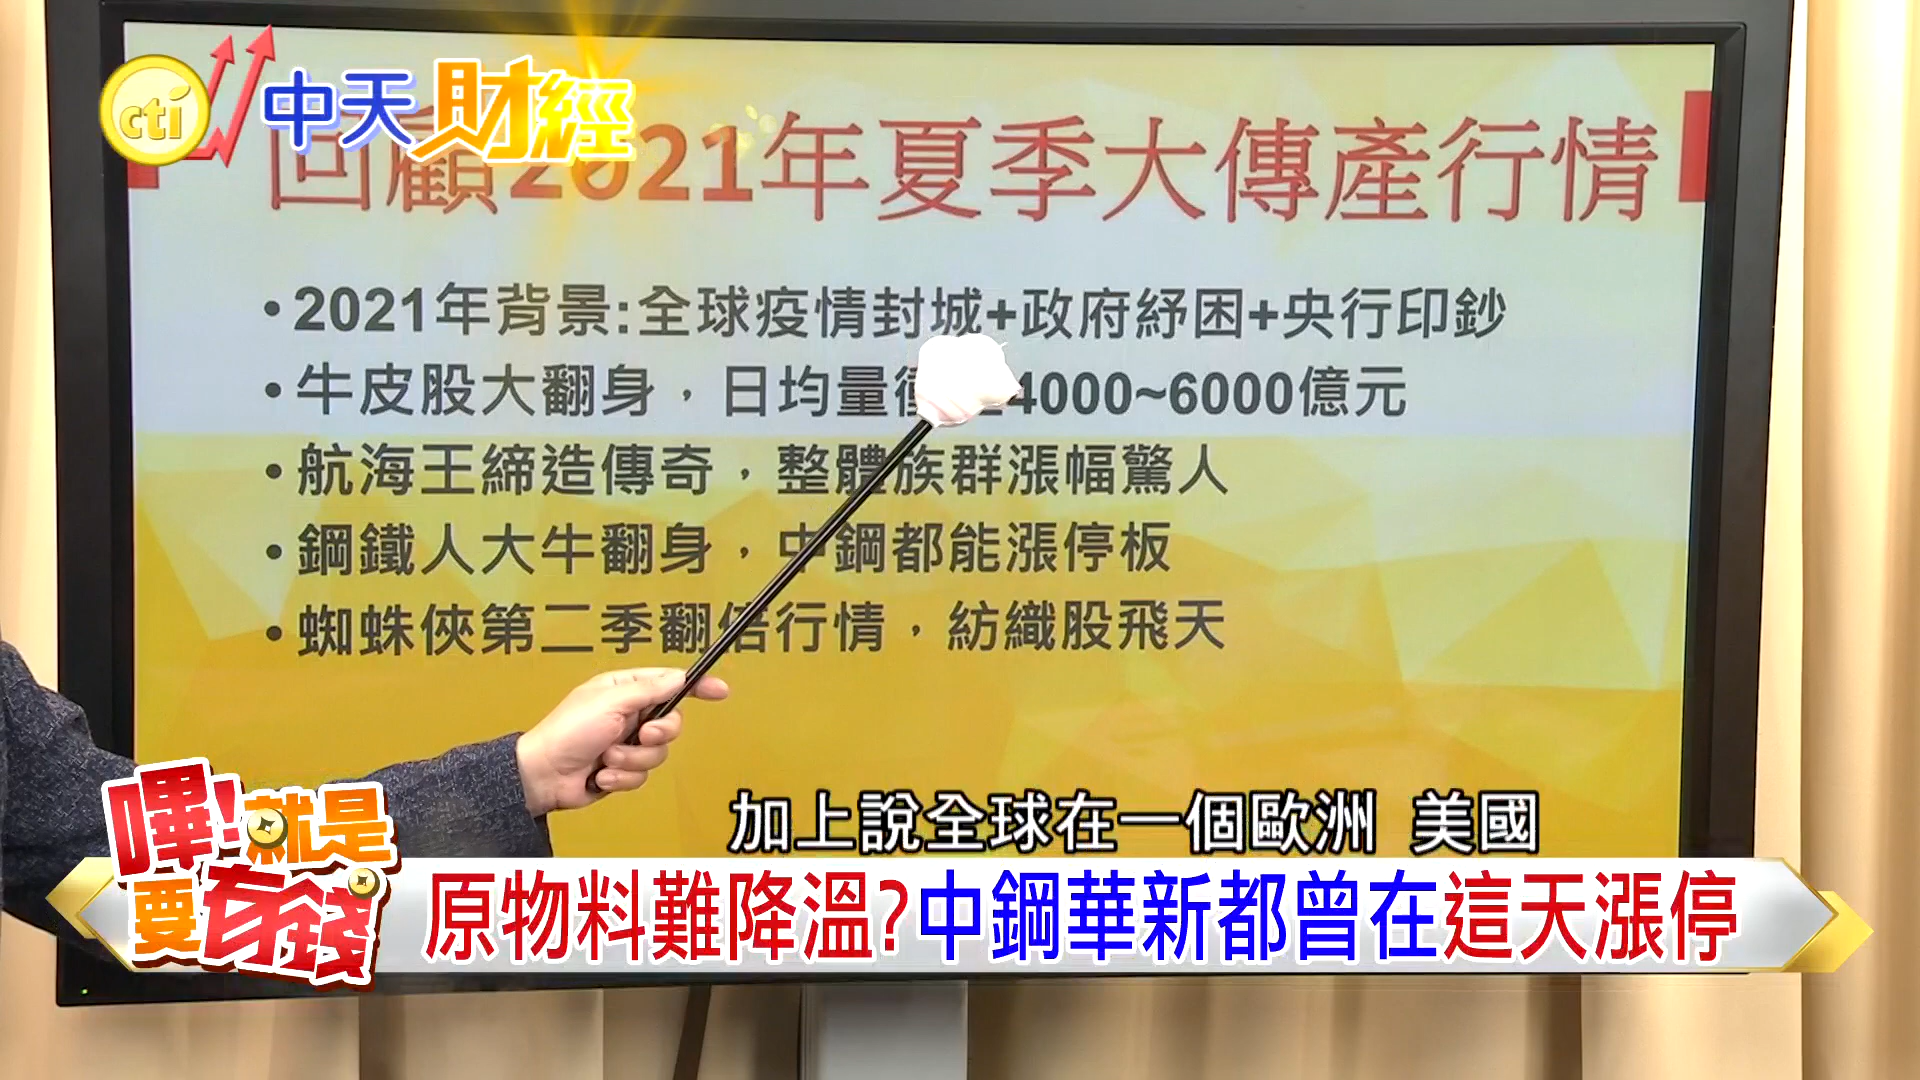 cti 中天財經
回顧2021年夏季大傳產行情
•2021年背景:全球疫情封城+政府紓困+央行印鈔
•牛皮股大翻身，日均量 4000~6000億元
•航海王締造傳奇，整體族群漲幅驚人
•鋼鐵人大牛翻身，中鋼都能漲停板
•蜘蛛俠第二季翻倍行情，紡織股飛天
加上說全球在一個歐洲 美國
嗶!就是要有錢
原物料難降溫?中鋼華新都曾在這天漲停